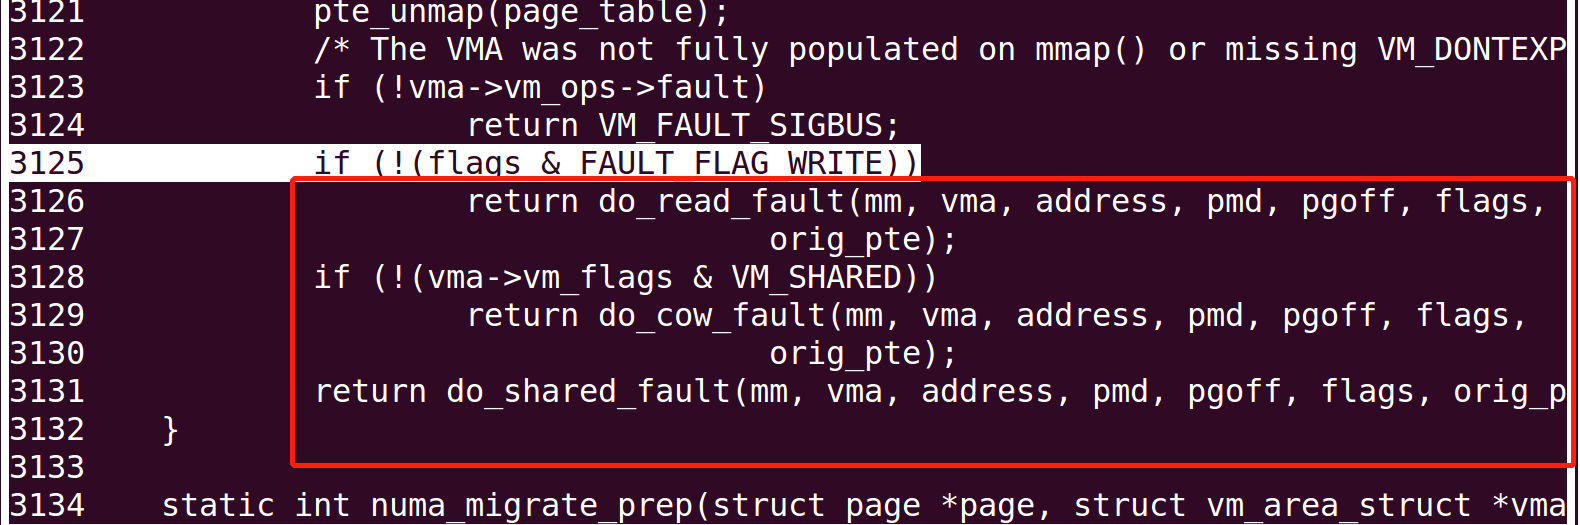 3121 pte_unmap(page_table);
3122 /* The VMA was not fully populated on mmap() or missing VM_DONTEXP
3123 if (!vma->vm_ops->fault)
3124 return VM_FAULT_SIGBUS;
3125 if (!(flags & FAULT_FLAG_WRITE))
3126 return do_read_fault(mm, vma, address, pmd, pgoff, flags,
3127 orig_pte);
3128 if (!(vma->vm_flags & VM_SHARED))
3129 return do_cow_fault(mm, vma, address, pmd, pgoff, flags,
3130 orig_pte);
3131 return do_shared_fault(mm, vma, address, pmd, pgoff, flags, orig_p
3132 }
3133
3134 static int numa_migrate_prep(struct page *page, struct vm_area_struct *vma